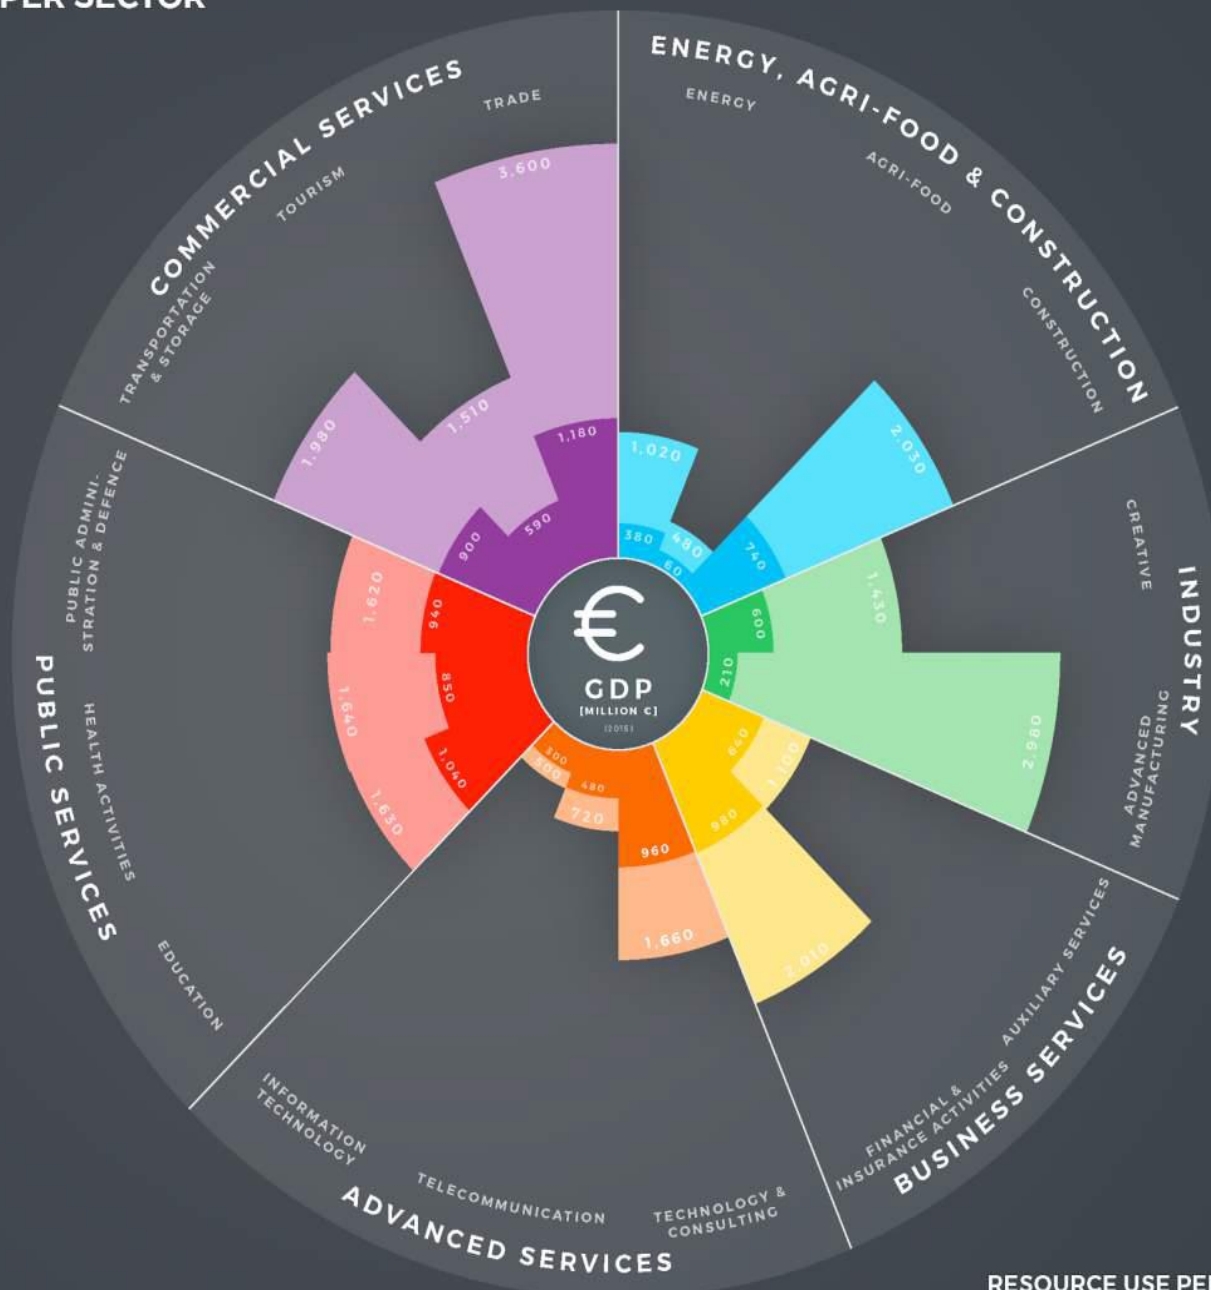 PER SECTOR
COMMERCIAL SERVICES
TRADE
TOURISM
TRANSPORTATION
& STORAGE
3,600
1,510
1,980
1,180
590
900
ENERGY, AGRI-FOOD & CONSTRUCTION
ENERGY
AGRI-FOOD
CONSTRUCTION
1,020
480
2,030
380
60
740
INDUSTRY
CREATIVE
ADVANCED
MANUFACTURING
1,430
2,980
600
210
BUSINESS SERVICES
AUXILIARY SERVICES
FINANCIAL &
INSURANCE ACTIVITIES
640
1,100
980
2,010
ADVANCED SERVICES
TECHNOLOGY &
CONSULTING
TELECOMMUNICATION
INFORMATION
TECHNOLOGY
960
1,660
480
720
300
500
PUBLIC SERVICES
EDUCATION
HEALTH ACTIVITIES
PUBLIC ADMINI-
STRATION & DEFENCE
1,040
1,630
850
1,640
940
1,620
€
GDP
[MILLION €]
RESOURCE USE PE